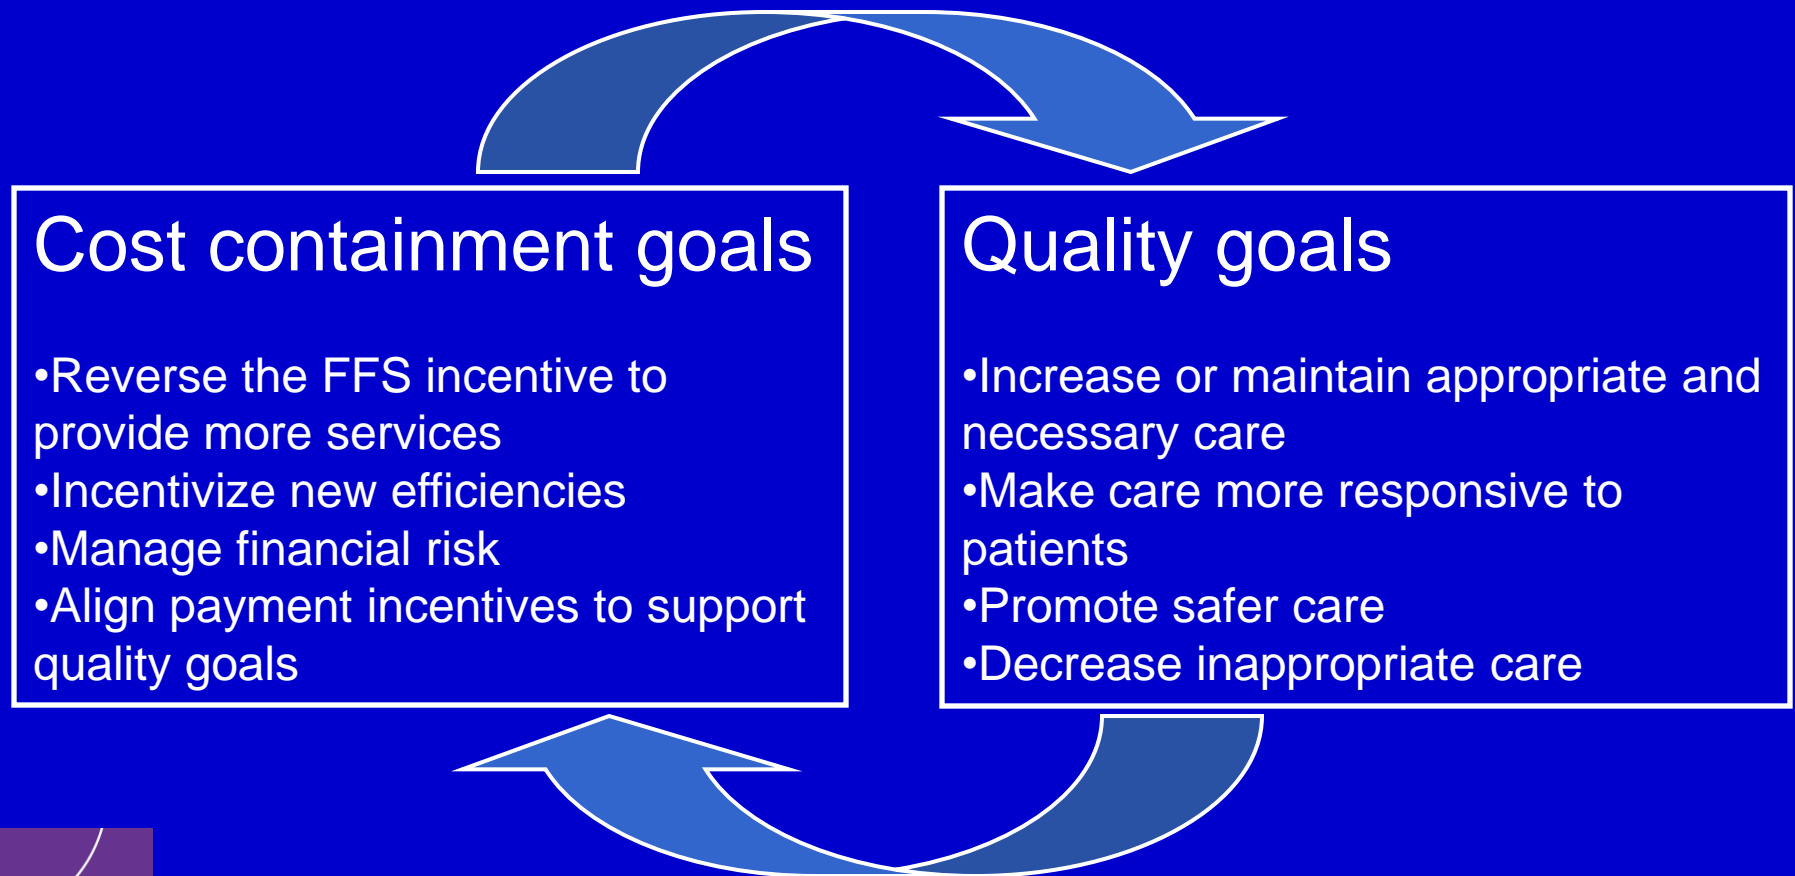 Cost containment goals
•Reverse the FFS incentive to
provide more services
•Incentivize new efficiencies
•Manage financial risk
•Align payment incentives to support
quality goals
Quality goals
•Increase or maintain appropriate and
necessary care
•Make care more responsive to
patients
•Promote safer care
•Decrease inappropriate care